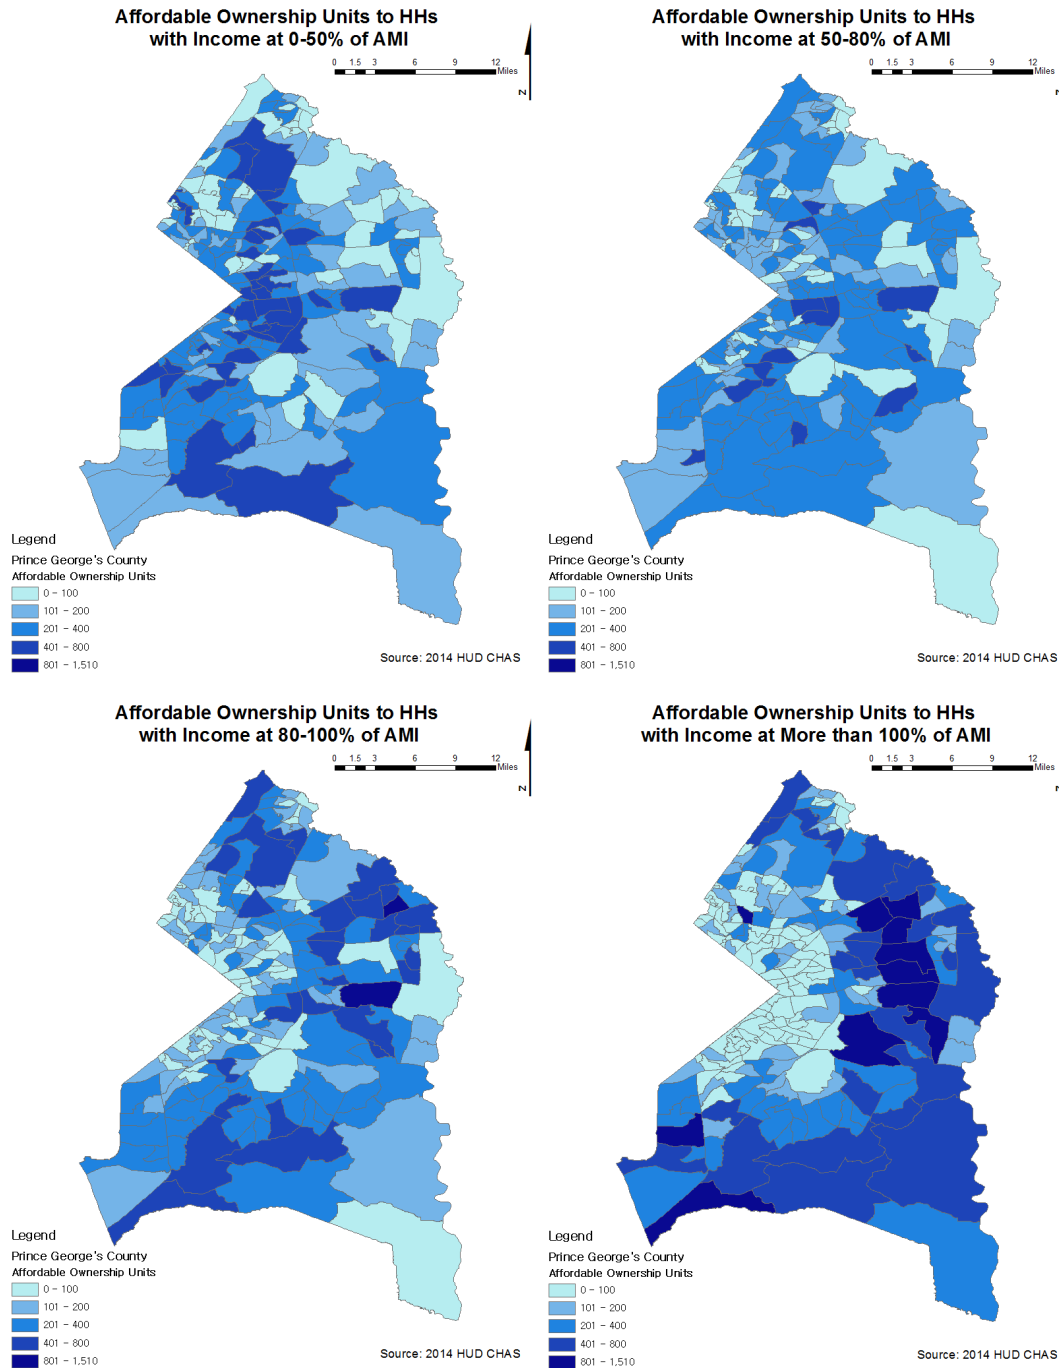 Affordable Ownership Units to HHs
with Income at 0-50% of AMI
0 1.5 3 6 9 12
Miles
N
Legend
Prince George's County
Affordable Ownership Units
0 - 100
101 - 200
201 - 400
401 - 800
801 - 1,510
Source: 2014 HUD CHAS
Affordable Ownership Units to HHs
with Income at 50-80% of AMI
0 1.5 3 6 9 12
Miles
Legend
Prince George's County
Affordable Ownership Units
0 - 100
101 - 200
201 - 400
401 - 800
801 - 1,510
Source: 2014 HUD CHAS
Affordable Ownership Units to HHs
with Income at 80-100% of AMI
0 1.5 3 6 9 12
Miles
N
Legend
Prince George's County
Affordable Ownership Units
0 - 100
101 - 200
201 - 400
401 - 800
801 - 1,510
Source: 2014 HUD CHAS
Affordable Ownership Units to HHs
with Income at More than 100% of AMI
0 1.5 3 6 9 12
Miles
Legend
Prince George's County
Affordable Ownership Units
0 - 100
101 - 200
201 - 400
401 - 800
801 - 1,510
Source: 2014 HUD CHAS